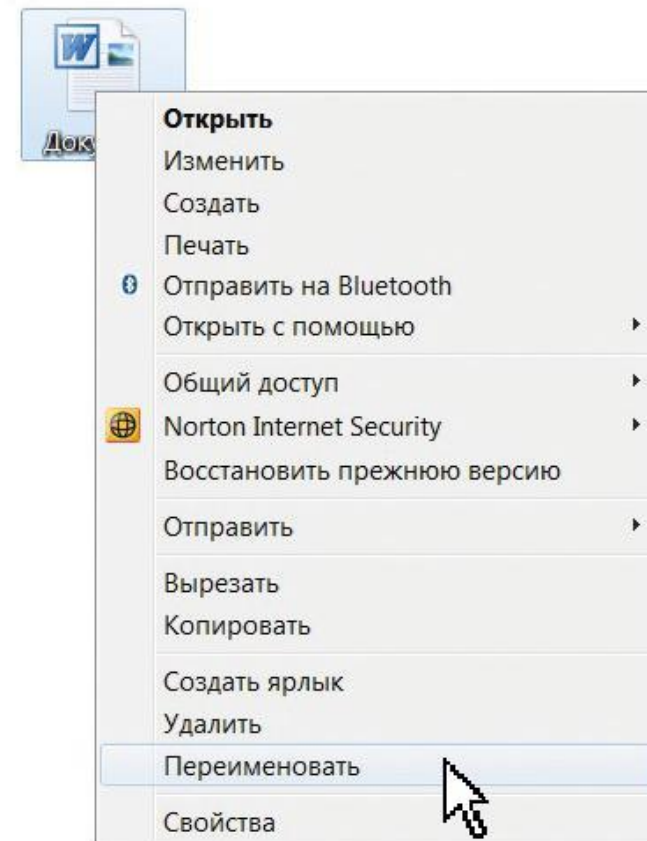 W
Открыть
Изменить
Создать
Печать
Отправить на Bluetooth
Открыть с помощью
Общий доступ
Norton Internet Security
Восстановить прежнюю версию
Отправить
Вырезать
Копировать
Создать ярлык
Удалить
Переименовать
Свойства